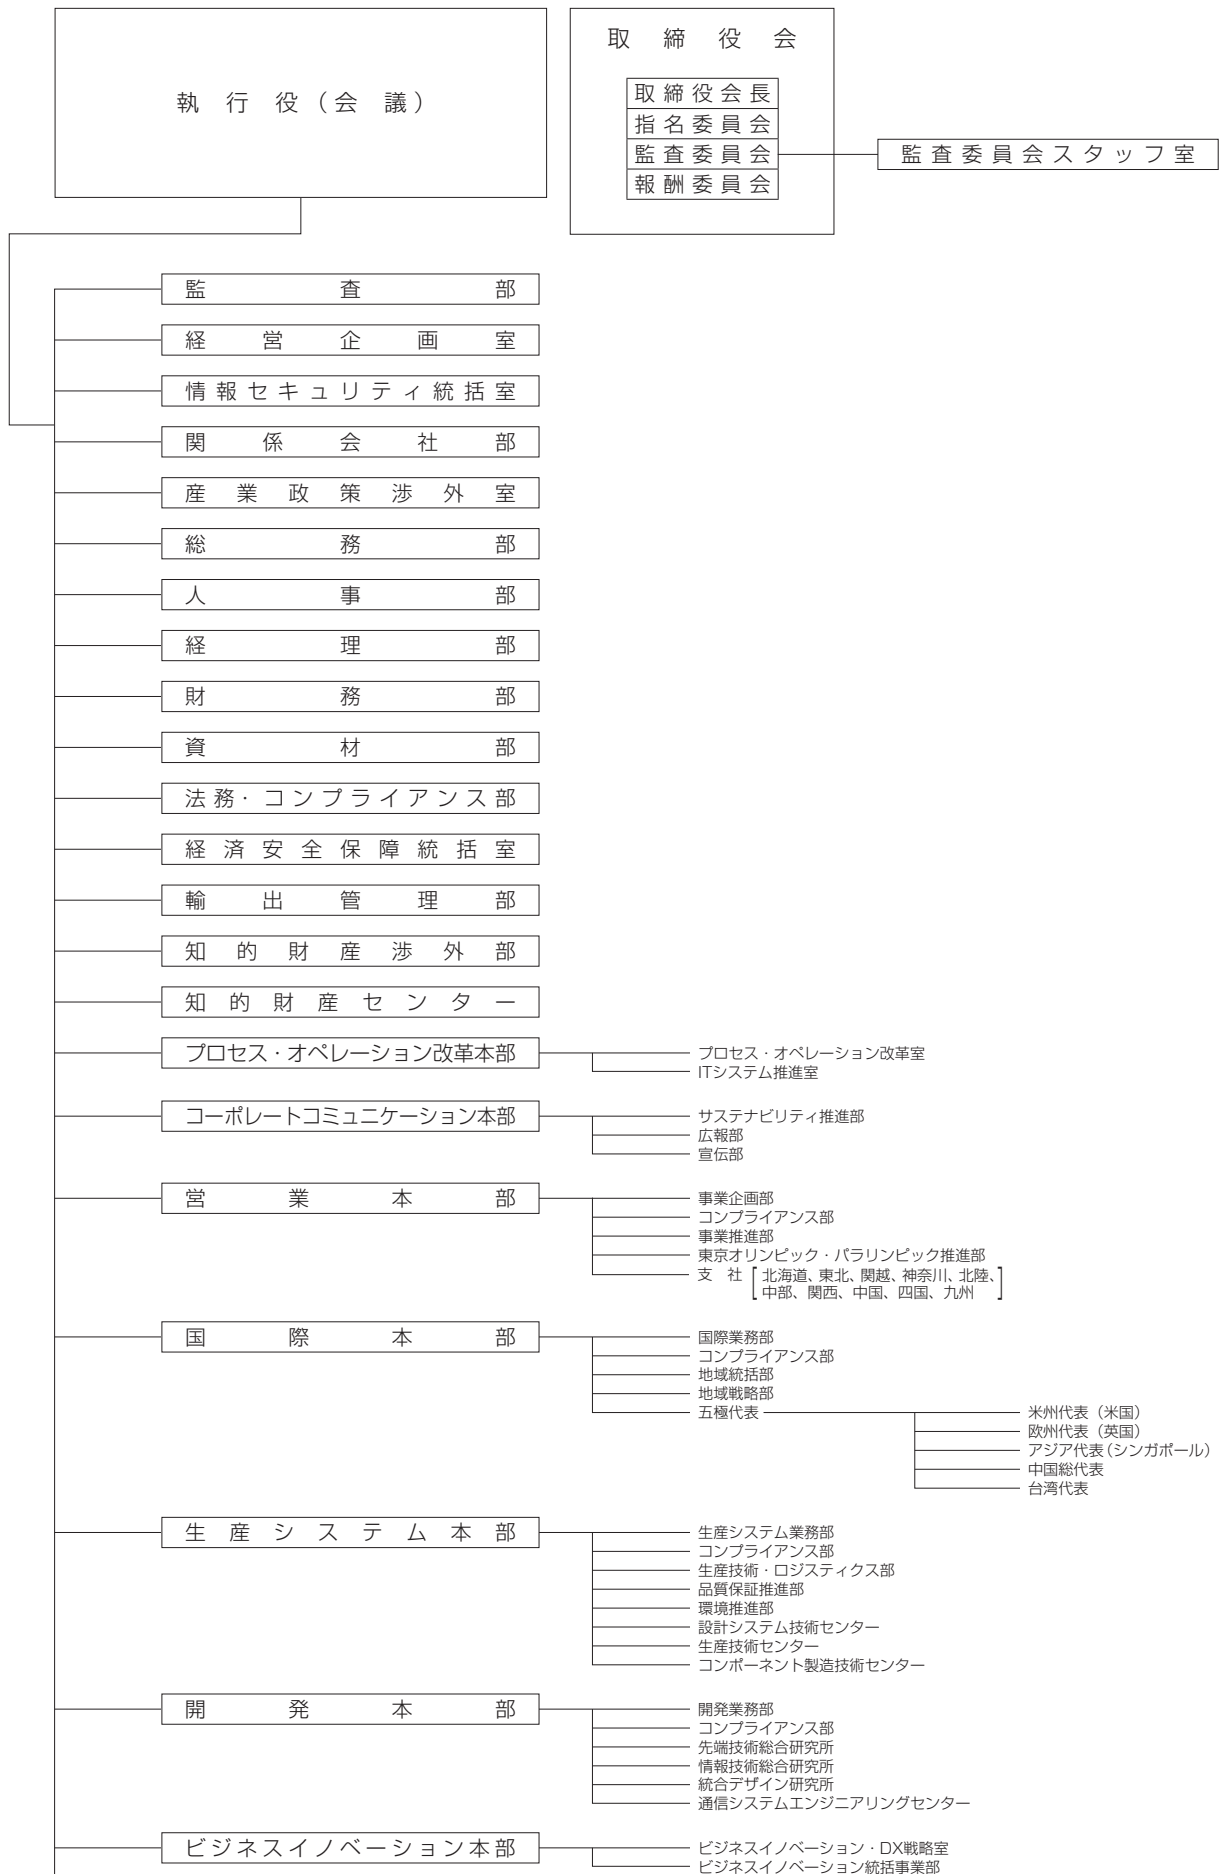 執行役（会議）
取締役会
取締役会長
指名委員会
監査委員会
報酬委員会
監査委員会スタッフ室
監査部
経営企画室
情報セキュリティ統括室
関係会社部
産業政策渉外室
総務部
人事部
経理部
財務部
資材部
法務・コンプライアンス部
経済安全保障統括室
輸出管理部
知的財産渉外部
知的財産センター
プロセス・オペレーション改革本部
プロセス・オペレーション改革室
ITシステム推進室
コーポレートコミュニケーション本部
サステナビリティ推進部
広報部
宣伝部
営業本部
事業企画部
コンプライアンス部
事業推進部
東京オリンピック・パラリンピック推進部
支社[北海道、東北、関越、神奈川、北陸、
中部、関西、中国、四国、九州]
国際本部
国際業務部
コンプライアンス部
地域統括部
地域戦略部
五極代表
米州代表（米国）
欧州代表（英国）
アジア代表（シンガポール）
中国総代表
台湾代表
生産システム本部
生産システム業務部
コンプライアンス部
生産技術・ロジスティクス部
品質保証推進部
環境推進部
設計システム技術センター
生産技術センター
コンポーネント製造技術センター
開発本部
開発業務部
コンプライアンス部
先端技術総合研究所
情報技術総合研究所
統合デザイン研究所
通信システムエンジニアリングセンター
ビジネスイノベーション本部
ビジネスイノベーション・DX戦略室
ビジネスイノベーション統括事業部